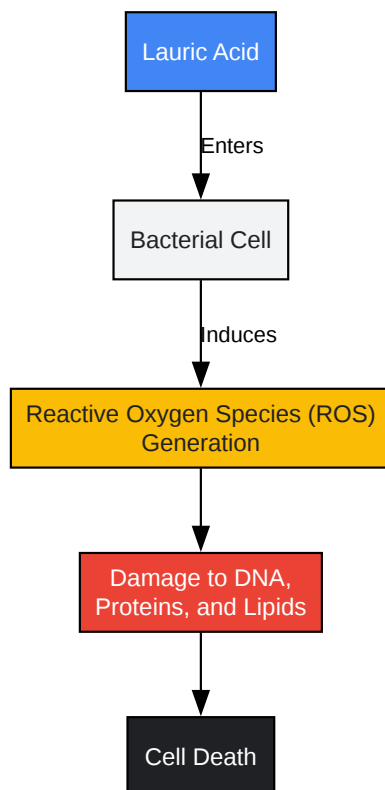 Lauric Acid
Enters
Bacterial Cell
Induces
Reactive Oxygen Species (ROS)
Generation
Damage to DNA,
Proteins, and Lipids
Cell Death